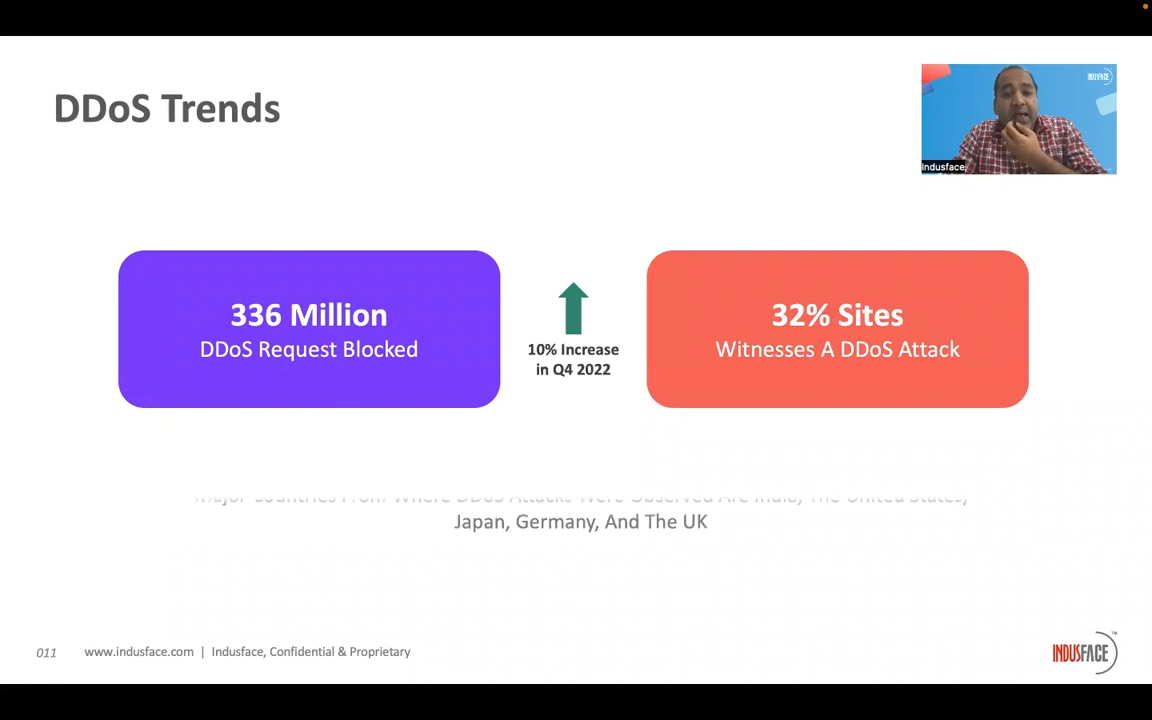 DDoS Trends
INDUSFACE
Indusface
336 Million
DDoS Request Blocked
10% Increase
in Q4 2022
32% Sites
Witnesses A DDoS Attack
Major Countries From Where DDoS Attacks Were Observed Are India, The United States,
Japan, Germany, And The UK
011
www.indusface.com | Indusface, Confidential & Proprietary
INDUSFACE™